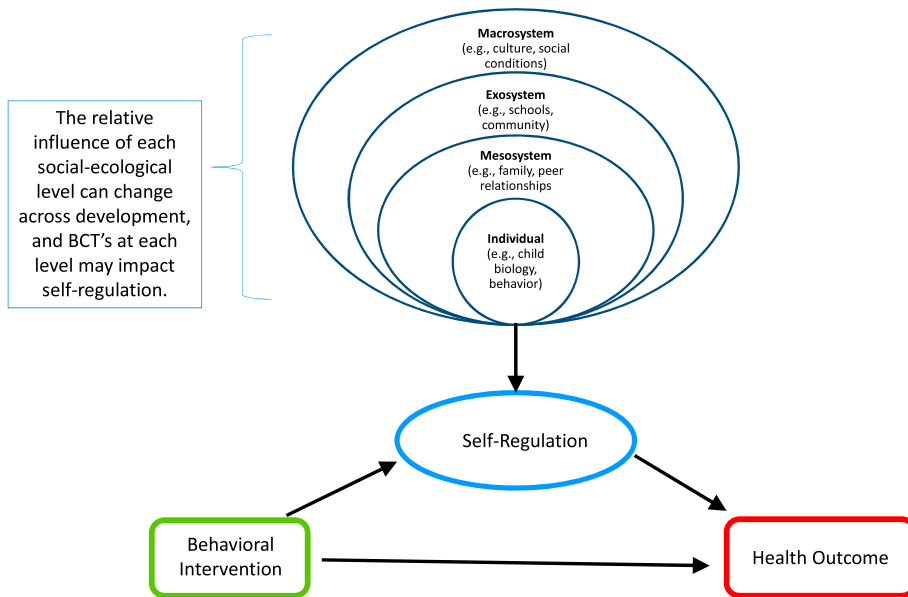 Macrosystem
(e.g., culture, social
conditions)
Exosystem
(e.g., schools,
community)
Mesosystem
(e.g., family, peer
relationships
Individual
(e.g., child
biology,
behavior)
The relative
influence of each
social-ecological
level can change
across development,
and BCT’s at each
level may impact
self-regulation.
Self-Regulation
Behavioral
Intervention
Health Outcome